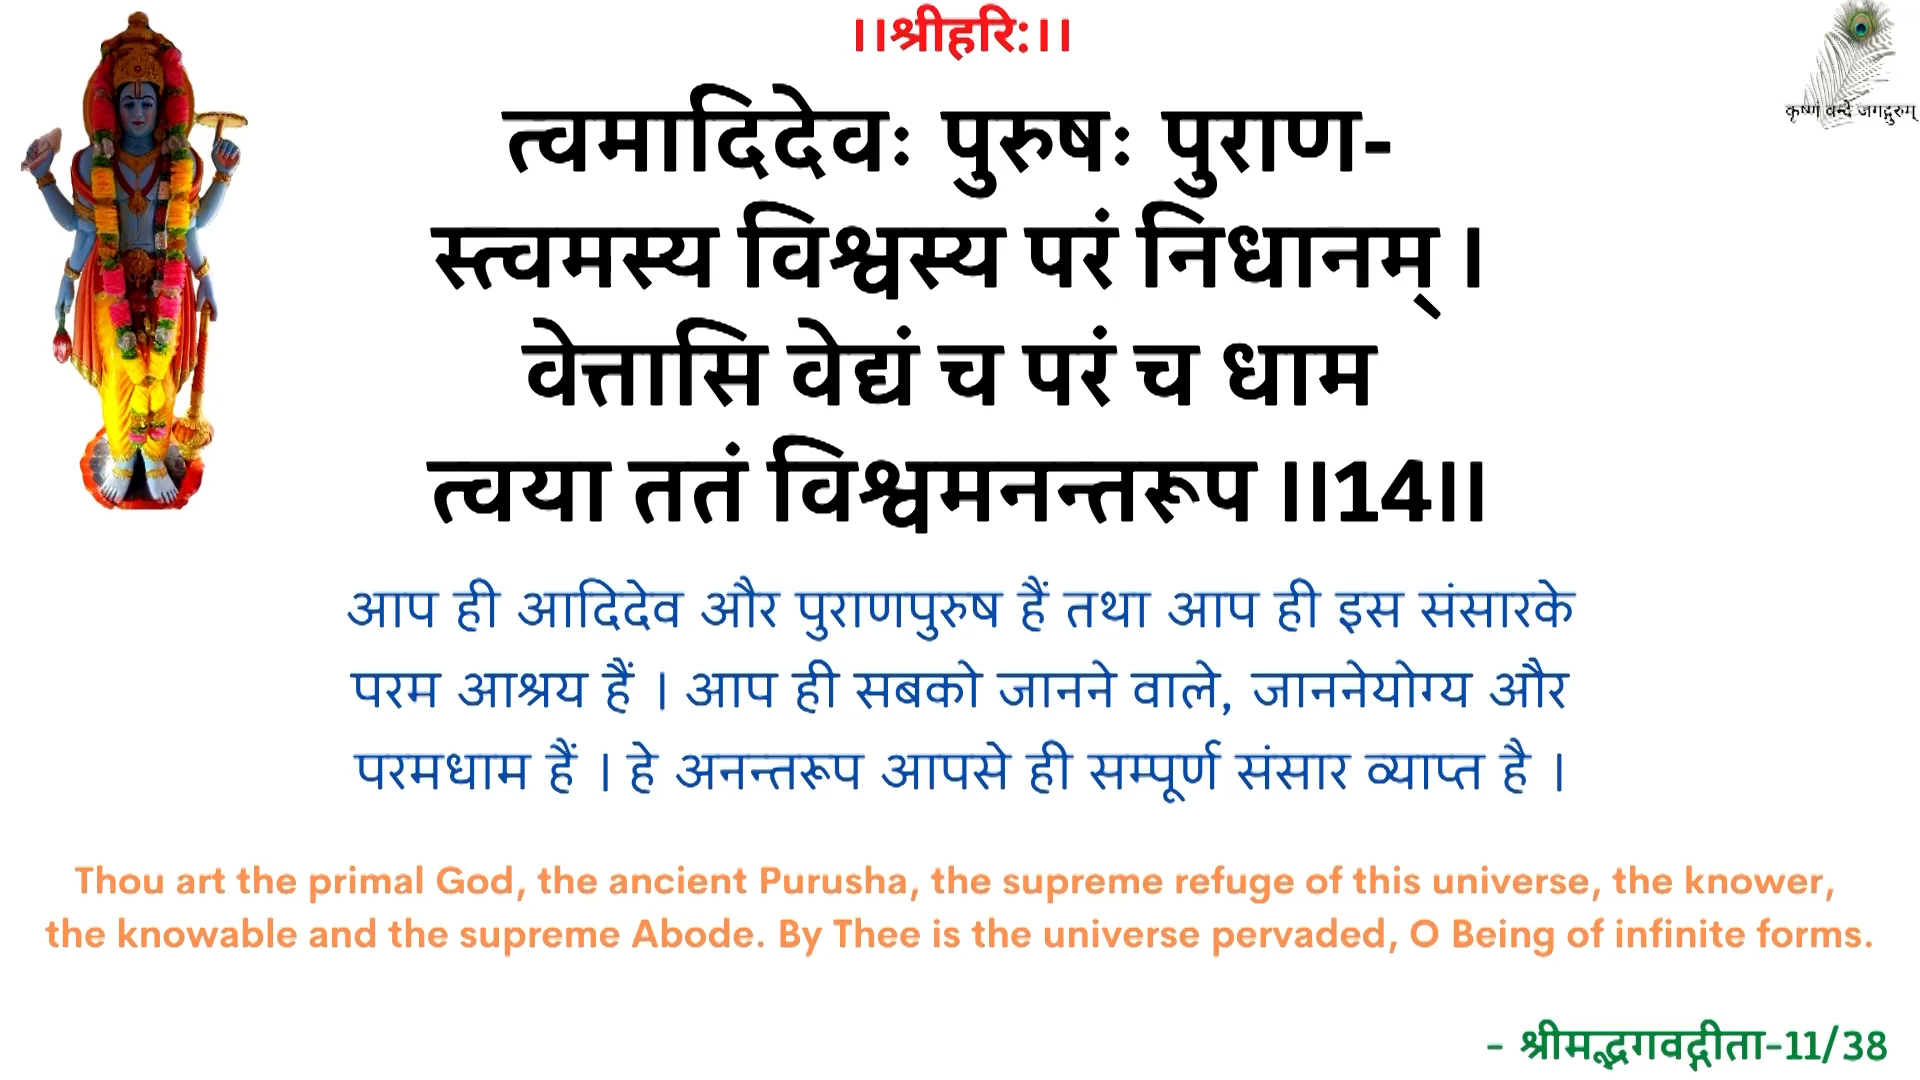 ।।श्रीहरि:।।
कृष्णं वन्दे जगद्गुरुम्
त्वमादिदेवः पुरुषः पुराण-
स्त्वमस्य विश्वस्य परं निधानम् ।
वेत्तासि वेद्यं च परं च धाम
त्वया ततं विश्वमनन्तरूप ।।14।।
आप ही आदिदेव और पुराणपुरुष हैं तथा आप ही इस संसारके
परम आश्रय हैं । आप ही सबको जानने वाले, जाननेयोग्य और
परमधाम हैं । हे अनन्तरूप आपसे ही सम्पूर्ण संसार व्याप्त है ।
Thou art the primal God, the ancient Purusha, the supreme refuge of this universe, the knower,
the knowable and the supreme Abode. By Thee is the universe pervaded, O Being of infinite forms.
- श्रीमद्भगवद्गीता-11/38